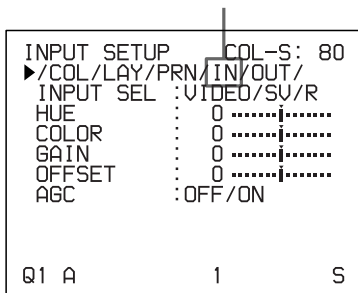 INPUT SETUP COL-S: 80
▶/COL/LAY/PRN/IN/OUT/
INPUT SEL :VIDEO/SV/R
HUE : 0
COLOR : 0
GAIN : 0
OFFSET : 0
AGC :OFF/ON
Q1 A 1 S